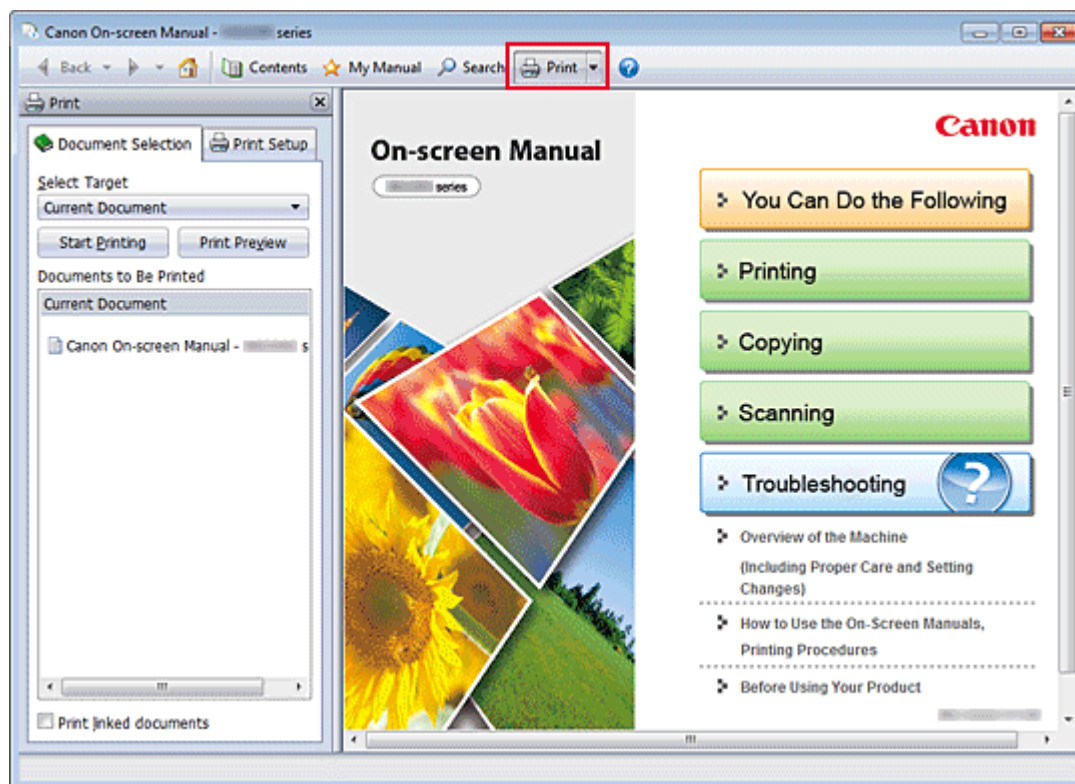 Canon On-screen Manual - series
Back Contents My Manual Search Print
Print
Document Selection Print Setup
Select Target
Current Document
Start Printing Print Preview
Documents to Be Printed
Current Document
Canon On-screen Manual - s
Print linked documents
Canon
On-screen Manual
series
You Can Do the Following
Printing
Copying
Scanning
Troubleshooting
Overview of the Machine
(Including Proper Care and Setting
Changes)
How to Use the On-Screen Manuals,
Printing Procedures
Before Using Your Product